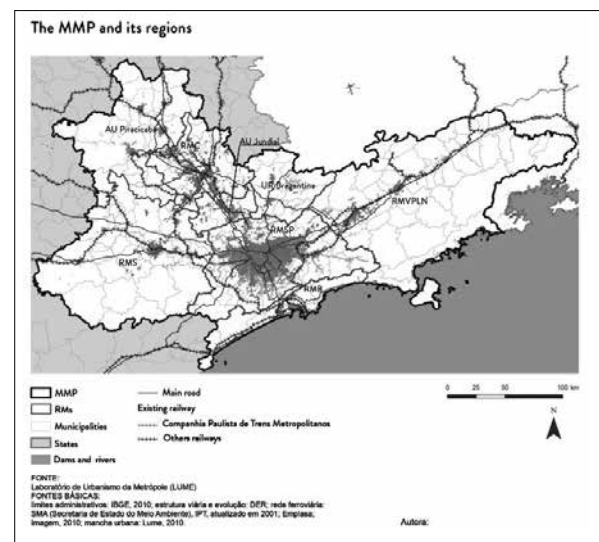 The MMP and its regions
AU Piracicaba
RMC
AU Jundiaí
UR Bragantina
RMVPLN
RMSP
RMS
RMB
MMP
RMs
Municipalities
States
Dams and rivers
Main road
Existing railway
Companhia Paulista de Trens Metropolitanos
Others railways
0 25 50 100 km
N
FONTE:
Laboratório de Urbanismo da Metrópole (LUME)
FONTES BÁSICAS:
limites administrativos: IBGE, 2010; estrutura viária e evolução: DER; rede ferroviária:
SMA (Secretaria de Estado do Meio Ambiente), IPT, atualizado em 2001; Emplasa;
Imagem, 2010; mancha urbana: Lume, 2010.
Autora: